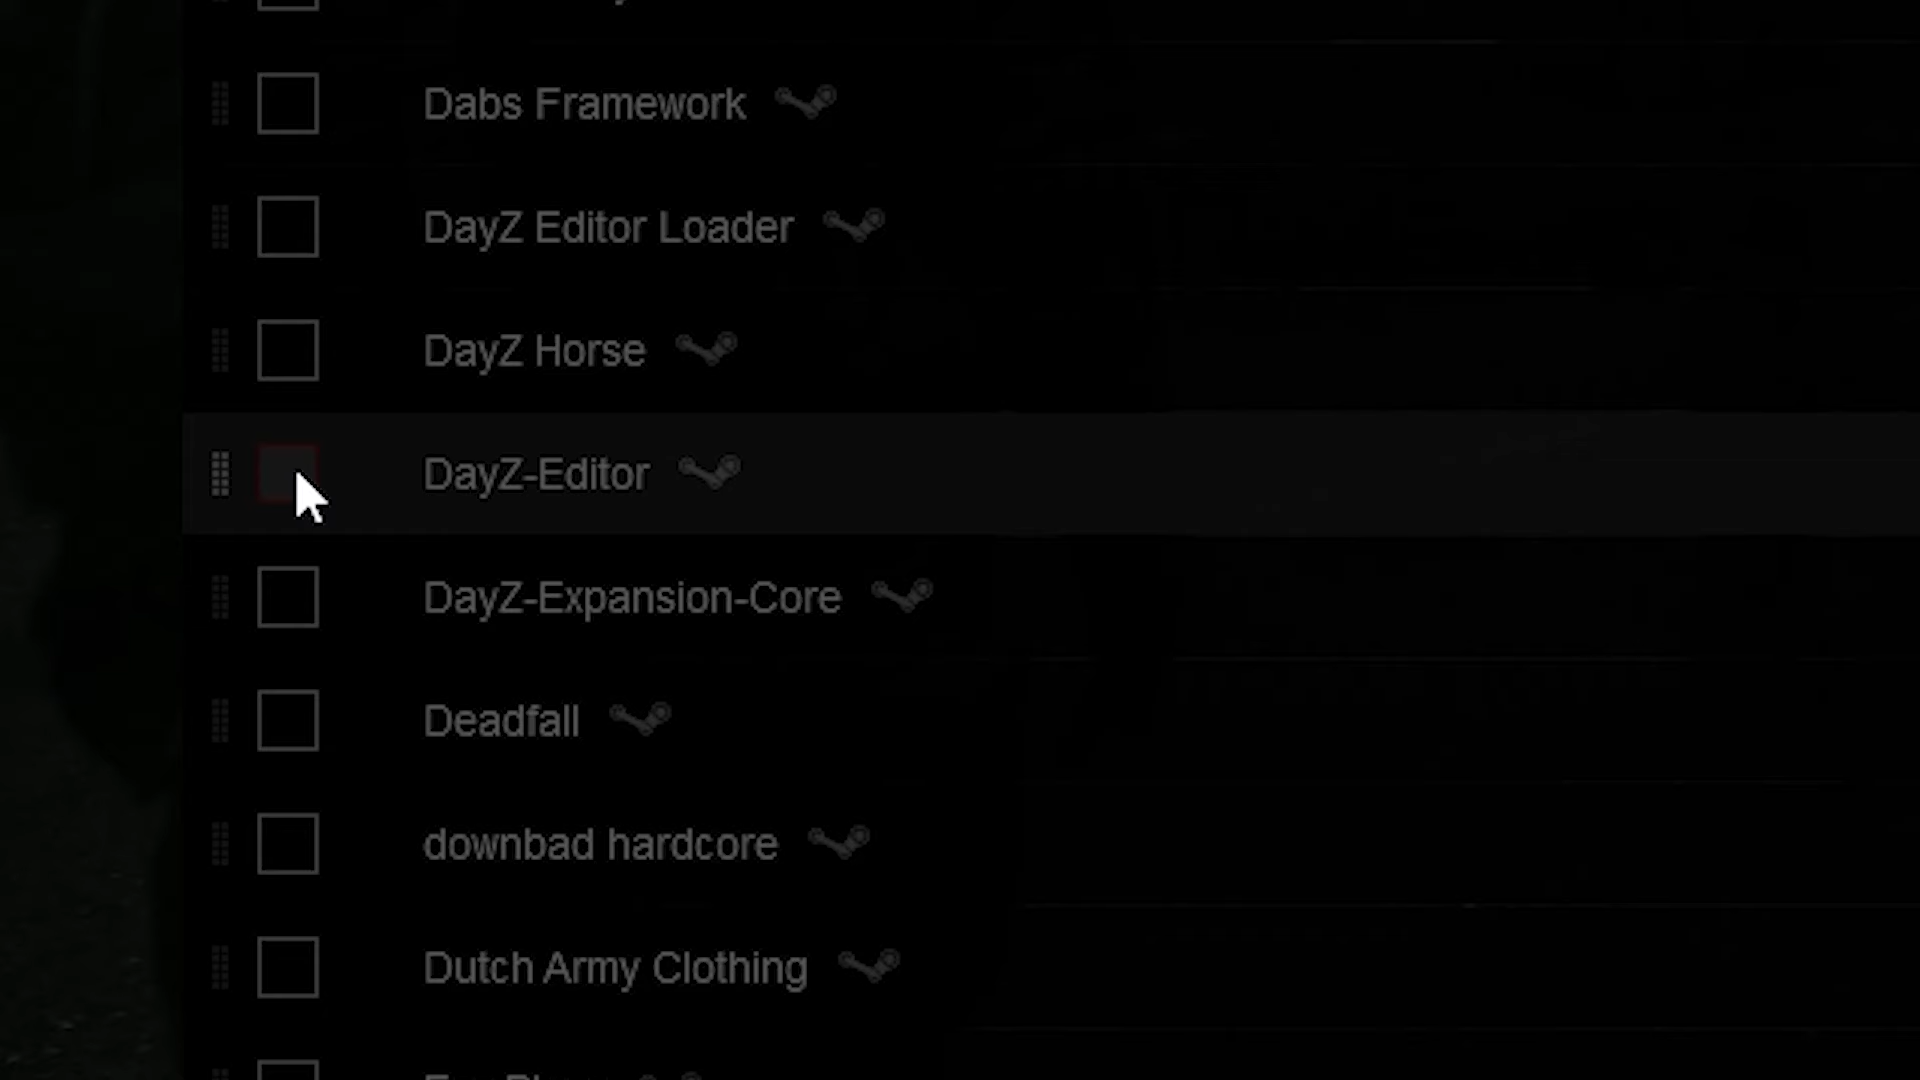 Dabs Framework
DayZ Editor Loader
DayZ Horse
DayZ-Editor
DayZ-Expansion-Core
Deadfall
downbad hardcore
Dutch Army Clothing